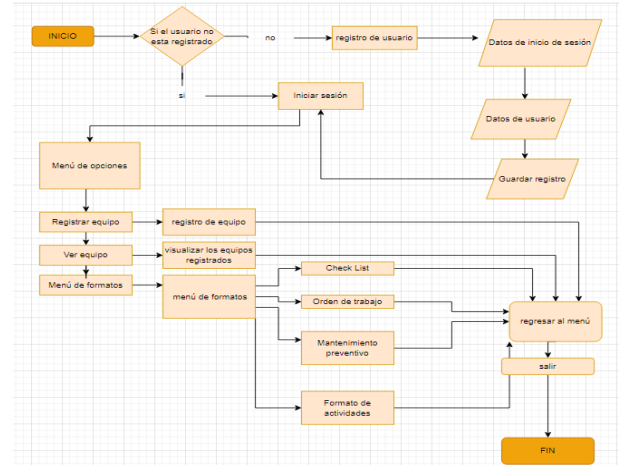 INICIO
Si el usuario no
esta registrado
no
registro de usuario
Datos de inicio de sesión
si
Iniciar sesión
Datos de usuario
Guardar registro
Menú de opciones
Registrar equipo
registro de equipo
Ver equipo
visualizar los equipos
registrados
Menú de formatos
menú de formatos
Check List
Orden de trabajo
Mantenimiento
preventivo
Formato de
actividades
regresar al menú
salir
FIN